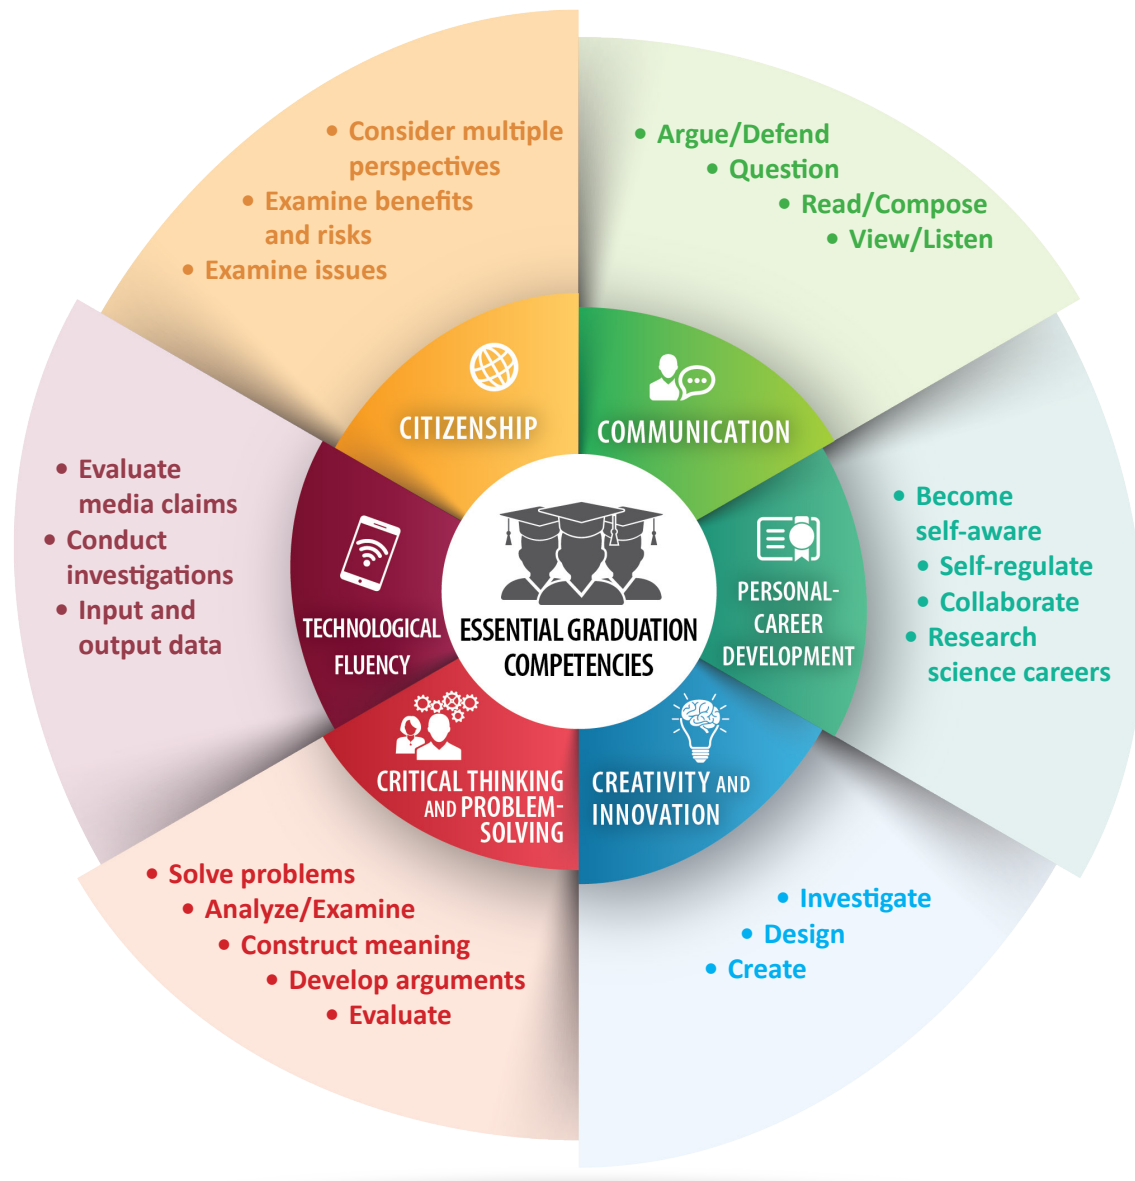 • Consider multiple
perspectives
• Examine benefits
and risks
• Examine issues
CITIZENSHIP
• Argue/Defend
• Question
• Read/Compose
• View/Listen
COMMUNICATION
• Become
self-aware
• Self-regulate
• Collaborate
• Research
science careers
PERSONAL-
CAREER
DEVELOPMENT
• Investigate
• Design
• Create
CREATIVITY AND
INNOVATION
• Solve problems
• Analyze/Examine
• Construct meaning
• Develop arguments
• Evaluate
CRITICAL THINKING
AND PROBLEM-
SOLVING
• Evaluate
media claims
• Conduct
investigations
• Input and
output data
TECHNOLOGICAL
FLUENCY
ESSENTIAL GRADUATION
COMPETENCIES